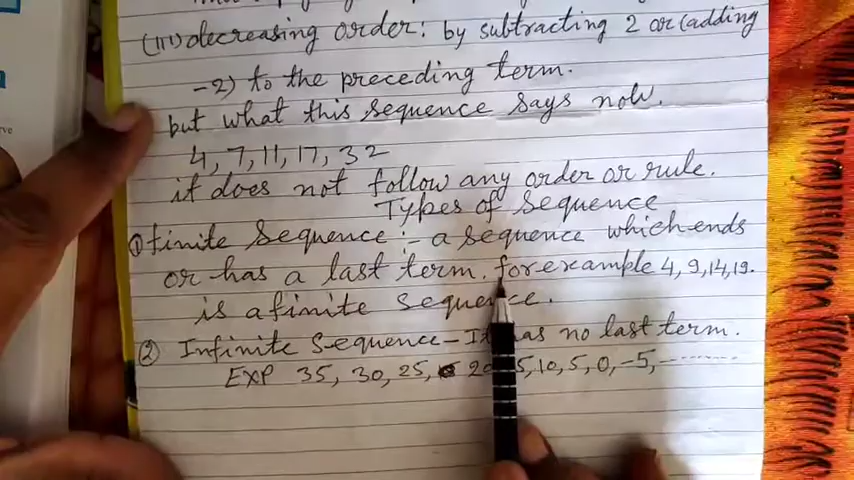 (iii) decreasing order: by subtracting 2 or (adding
-2) to the preceding term.
but what this sequence says now.
4, 7, 11, 17, 32
it does not follow any order or rule.
Types of Sequence
① finite Sequence :- a sequence which ends
or has a last term. for example 4, 9, 14, 19.
is a finite sequence.
② Infinite Sequence - It has no last term.
EXP 35, 30, 25, 20 5, 10, 5, 0, -5, --------